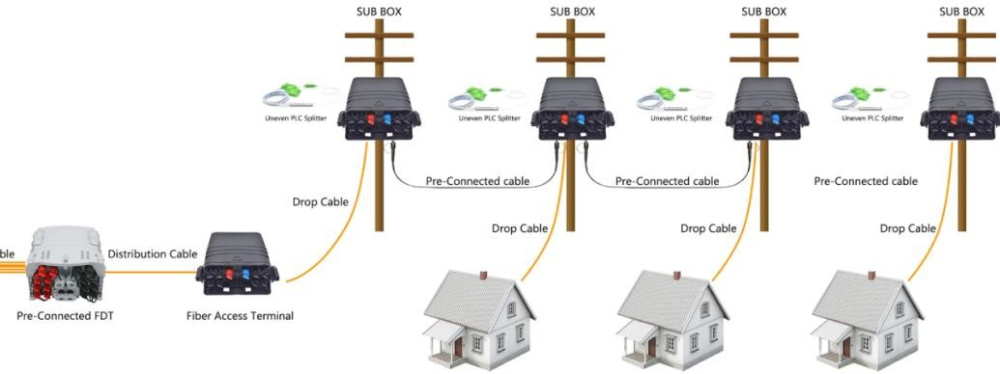 SUB BOX
SUB BOX
SUB BOX
SUB BOX
Uneven PLC Splitter
Uneven PLC Splitter
Uneven PLC Splitter
Uneven PLC Splitter
Pre-Connected cable
Pre-Connected cable
Pre-Connected cable
Drop Cable
Drop Cable
Drop Cable
Drop Cable
ble
Distribution Cable
Pre-Connected FDT
Fiber Access Terminal